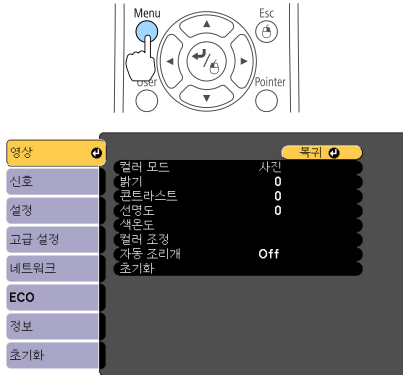 Menu
Esc
User
Pointer
영상
신호
설정
고급 설정
네트워크
ECO
정보
초기화
복귀
컬러 모드 사진
밝기 0
콘트라스트 0
선명도 0
색온도
컬러 조정
자동 조리개 Off
초기화